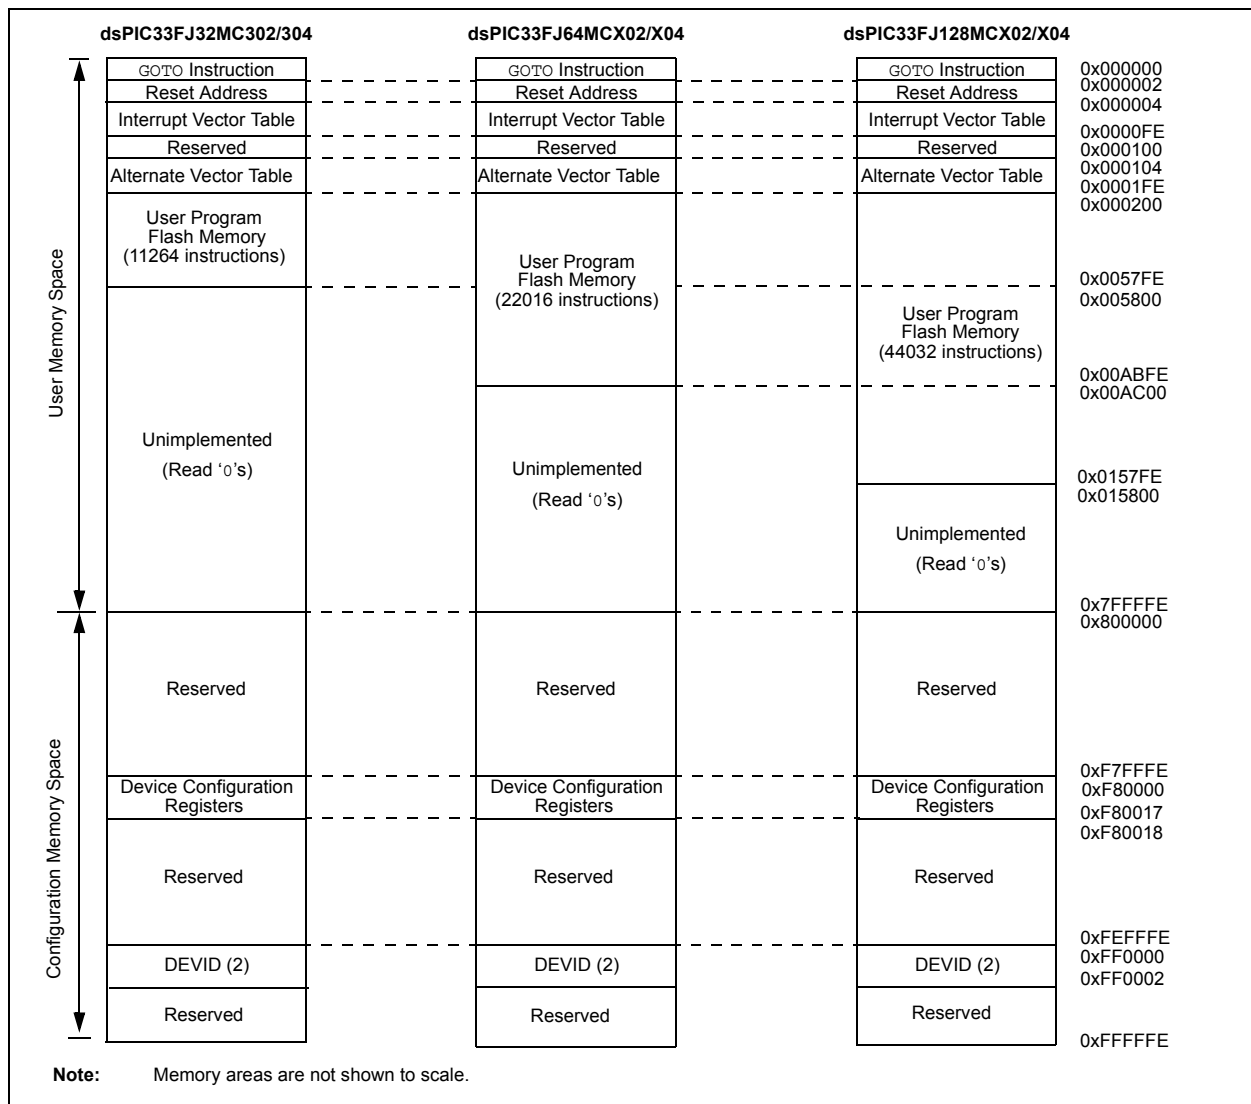 dsPIC33FJ32MC302/304
dsPIC33FJ64MCX02/X04
dsPIC33FJ128MCX02/X04
User Memory Space
Configuration Memory Space
GOTO Instruction
Reset Address
Interrupt Vector Table
Reserved
Alternate Vector Table
User Program
Flash Memory
(11264 instructions)
Unimplemented
(Read ‘0’s)
Reserved
Device Configuration
Registers
Reserved
DEVID (2)
Reserved
GOTO Instruction
Reset Address
Interrupt Vector Table
Reserved
Alternate Vector Table
User Program
Flash Memory
(22016 instructions)
Unimplemented
(Read ‘0’s)
Reserved
Device Configuration
Registers
Reserved
DEVID (2)
Reserved
GOTO Instruction
Reset Address
Interrupt Vector Table
Reserved
Alternate Vector Table
User Program
Flash Memory
(44032 instructions)
Unimplemented
(Read ‘0’s)
Reserved
Device Configuration
Registers
Reserved
DEVID (2)
Reserved
0x000000
0x000002
0x000004
0x0000FE
0x000100
0x000104
0x0001FE
0x000200
0x0057FE
0x005800
0x00ABFE
0x00AC00
0x0157FE
0x015800
0x7FFFFE
0x800000
0xF7FFFE
0xF80000
0xF80017
0xF80018
0xFEFFFE
0xFF0000
0xFF0002
0xFFFFFE
Note: Memory areas are not shown to scale.